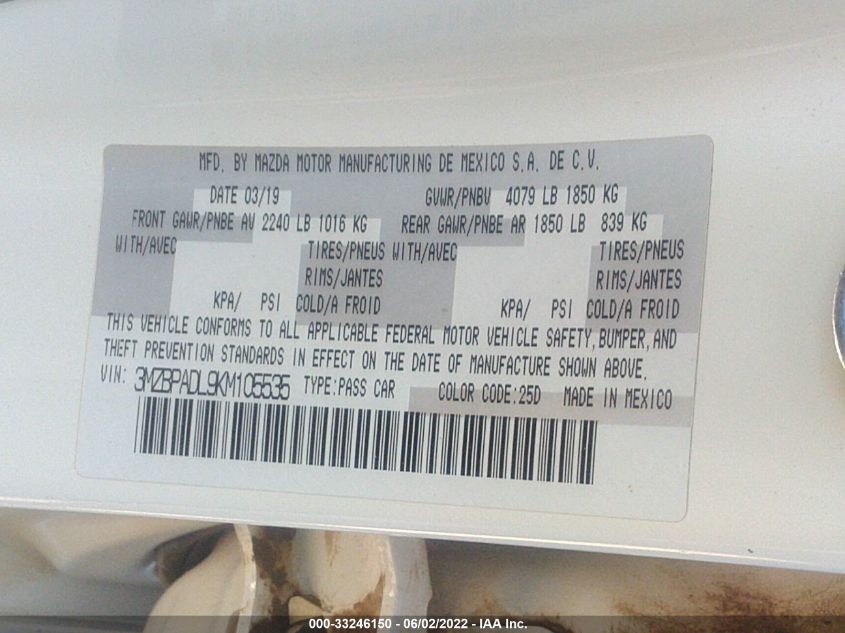 MFD. BY MAZDA MOTOR MANUFACTURING DE MEXICO S.A. DE C.V.
DATE 03/19 GVWR/PNBV 4079 LB 1850 KG
FRONT GAWR/PNBE AV 2240 LB 1016 KG REAR GAWR/PNBE AR 1850 LB 839 KG
WITH/AVEC TIRES/PNEUS WITH/AVEC TIRES/PNEUS
RIMS/JANTES RIMS/JANTES
KPA/ PSI COLD/A FROID KPA/ PSI COLD/A FROID
THIS VEHICLE CONFORMS TO ALL APPLICABLE FEDERAL MOTOR VEHICLE SAFETY, BUMPER, AND
THEFT PREVENTION STANDARDS IN EFFECT ON THE DATE OF MANUFACTURE SHOWN ABOVE.
VIN: 3MZBPADL9KM105535 TYPE:PASS CAR COLOR CODE:25D MADE IN MEXICO
000-33246150 - 06/02/2022 - IAA Inc.